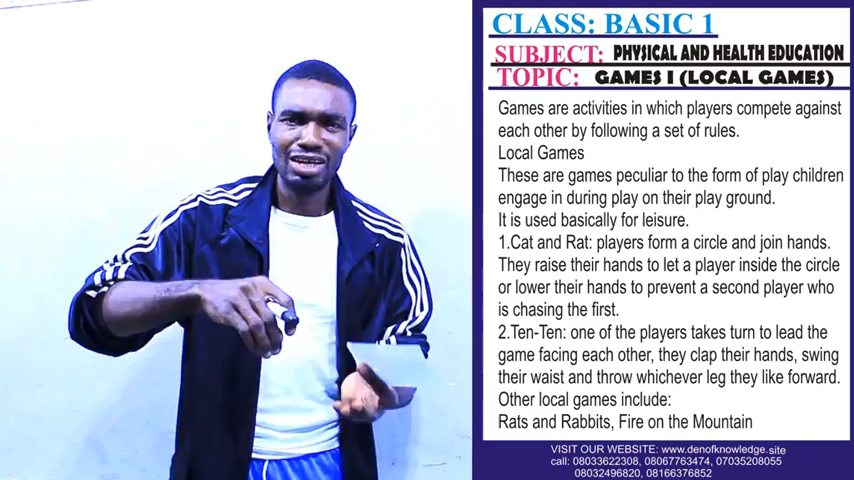 CLASS: BASIC 1
SUBJECT: PHYSICAL AND HEALTH EDUCATION
TOPIC: GAMES I (LOCAL GAMES)
Games are activities in which players compete against
each other by following a set of rules.
Local Games
These are games peculiar to the form of play children
engage in during play on their play ground.
It is used basically for leisure.
1.Cat and Rat: players form a circle and join hands.
They raise their hands to let a player inside the circle
or lower their hands to prevent a second player who
is chasing the first.
2.Ten-Ten: one of the players takes turn to lead the
game facing each other, they clap their hands, swing
their waist and throw whichever leg they like forward.
Other local games include:
Rats and Rabbits, Fire on the Mountain
VISIT OUR WEBSITE: www.denofknowledge.site
call: 08033622308, 08067763474, 07035208055
08032496820, 08166376852